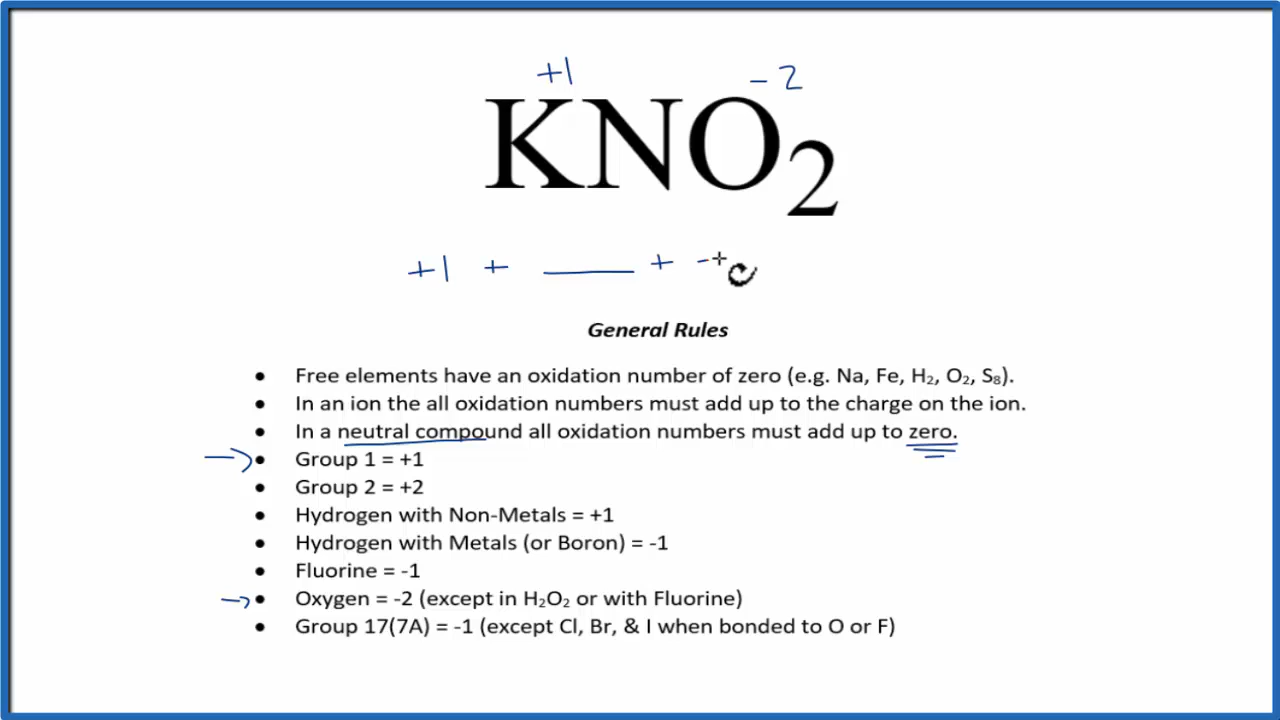 +1 -2
KNO₂
+1 + ___ + -
General Rules
• Free elements have an oxidation number of zero (e.g. Na, Fe, H₂, O₂, S₈).
• In an ion the all oxidation numbers must add up to the charge on the ion.
• In a neutral compound all oxidation numbers must add up to zero.
• Group 1 = +1
• Group 2 = +2
• Hydrogen with Non-Metals = +1
• Hydrogen with Metals (or Boron) = -1
• Fluorine = -1
• Oxygen = -2 (except in H₂O₂ or with Fluorine)
• Group 17(7A) = -1 (except Cl, Br, & I when bonded to O or F)